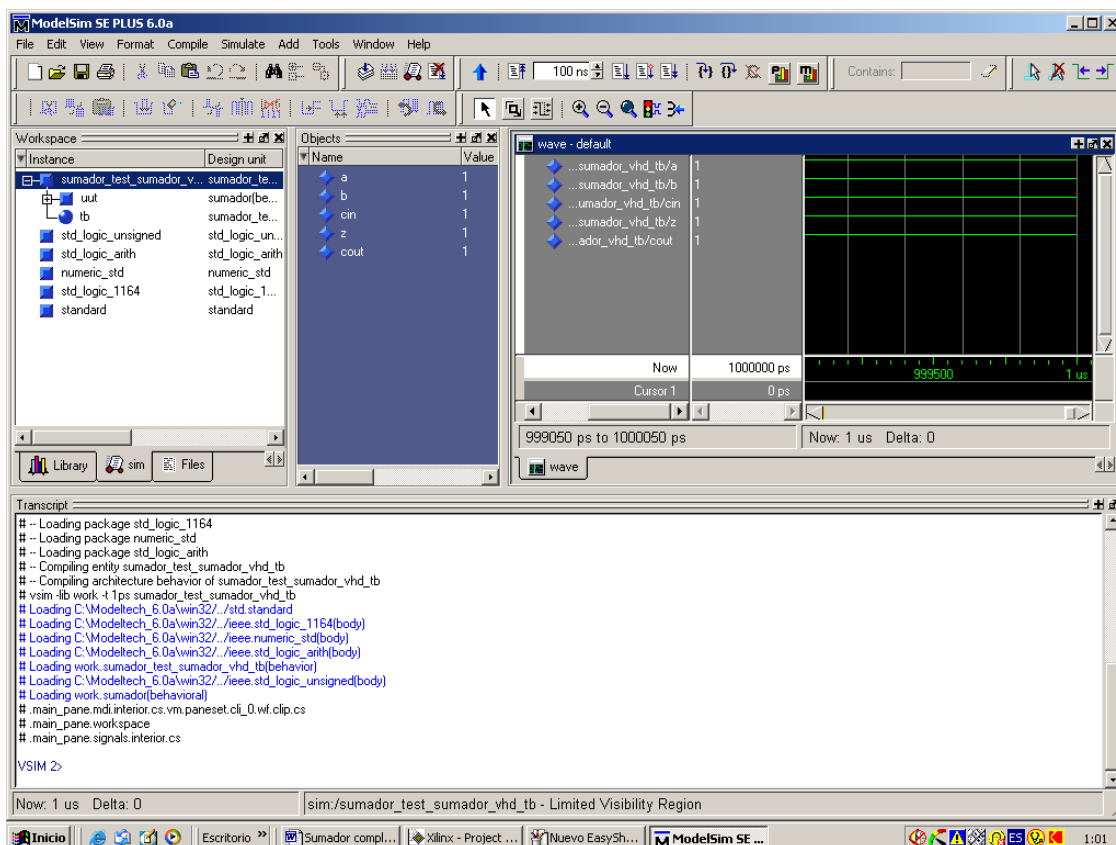 ModelSim SE PLUS 6.0a
File Edit View Format Compile Simulate Add Tools Window Help
100 ns
Contains:
Workspace
Instance Design unit
sumador_test_sumador_v... sumador_te...
uut sumador(be...
tb sumador_te...
std_logic_unsigned std_logic_un...
std_logic_arith std_logic_arith
numeric_std numeric_std
std_logic_1164 std_logic_1...
standard standard
Library sim Files
Objects
Name Value
a 1
b 1
cin 1
z 1
cout 1
wave - default
...sumador_vhd_tb/a 1
...sumador_vhd_tb/b 1
...umador_vhd_tb/cin 1
...sumador_vhd_tb/z 1
...ador_vhd_tb/cout 1
Now 1000000 ps
999500 1 us
Cursor 1 0 ps
999050 ps to 1000050 ps Now: 1 us Delta: 0
wave
Transcript
# -- Loading package std_logic_1164
# -- Loading package numeric_std
# -- Loading package std_logic_arith
# -- Compiling entity sumador_test_sumador_vhd_tb
# -- Compiling architecture behavior of sumador_test_sumador_vhd_tb
# vsim -lib work -t 1ps sumador_test_sumador_vhd_tb
# Loading C:\Modeltech_6.0a\win32/../std.standard
# Loading C:\Modeltech_6.0a\win32/../ieee.std_logic_1164(body)
# Loading C:\Modeltech_6.0a\win32/../ieee.numeric_std(body)
# Loading C:\Modeltech_6.0a\win32/../ieee.std_logic_arith(body)
# Loading work.sumador_test_sumador_vhd_tb(behavior)
# Loading C:\Modeltech_6.0a\win32/../ieee.std_logic_unsigned(body)
# Loading work.sumador(behavioral)
# .main_pane.mdi.interior.cs.vm.paneset.cli_0.wf.clip.cs
# .main_pane.workspace
# .main_pane.signals.interior.cs
VSIM 2>
Now: 1 us Delta: 0 sim:/sumador_test_sumador_vhd_tb - Limited Visibility Region
Inicio Escritorio » Sumador compl... Xilinx - Project ... Nuevo EasySh... ModelSim SE ... ES 1:01